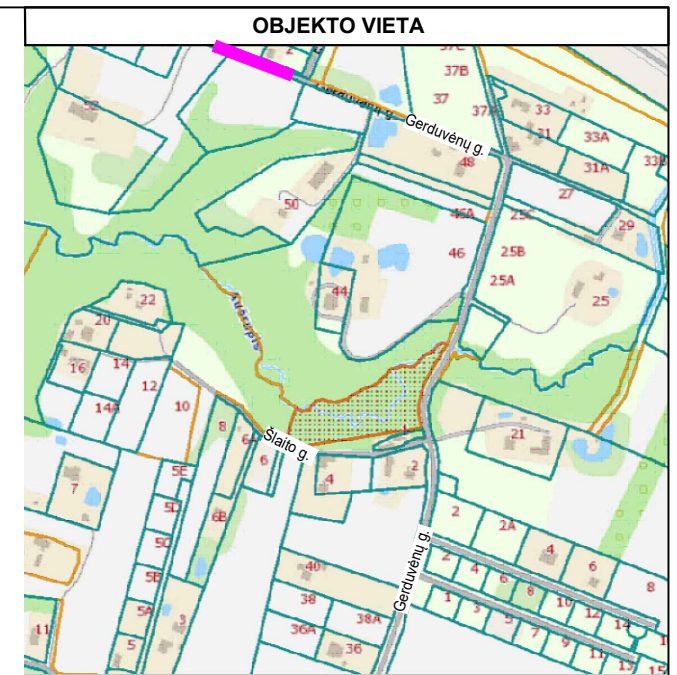 OBJEKTO VIETA
2
37B
37
37A
33
31
33A
Gerduvėnų g.
Gerduvėnų g.
48
31A
33B
27
50
46A
25C
29
46
25B
25A
25
44
22
20
Kučrupis
16
14
12
14A
10
8
6A
Šlaito g.
6
21
4
2
5E
7
5D
6B
2
2A
5C
4
6
Gerduvėnų g.
40
5B
2
4
6
8
8
38
1
10
3
5A
36A
38A
3
5
12
14
7
11
5
36
9
11
13
15